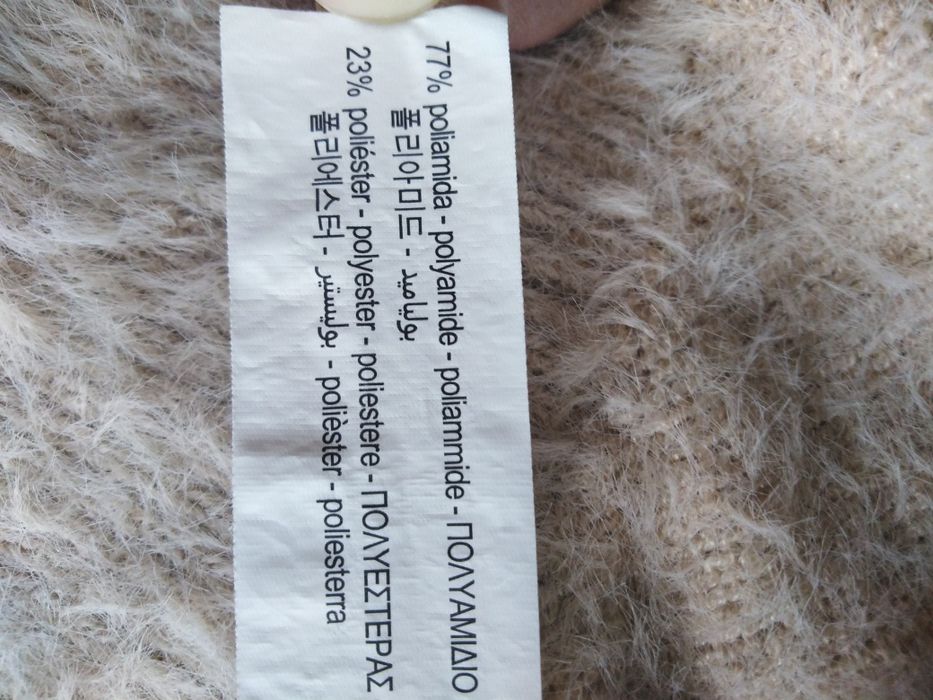 77% poliamida - polyamide - poliammide - ΠΟΛΥΑΜΙΔΙΟ
폴리아미드 - بولياميد
23% poliéster - polyester - poliestere - ΠΟΛΥΕΣΤΕΡΑΣ
폴리에스터 - بوليستير - polièster - poliesterra